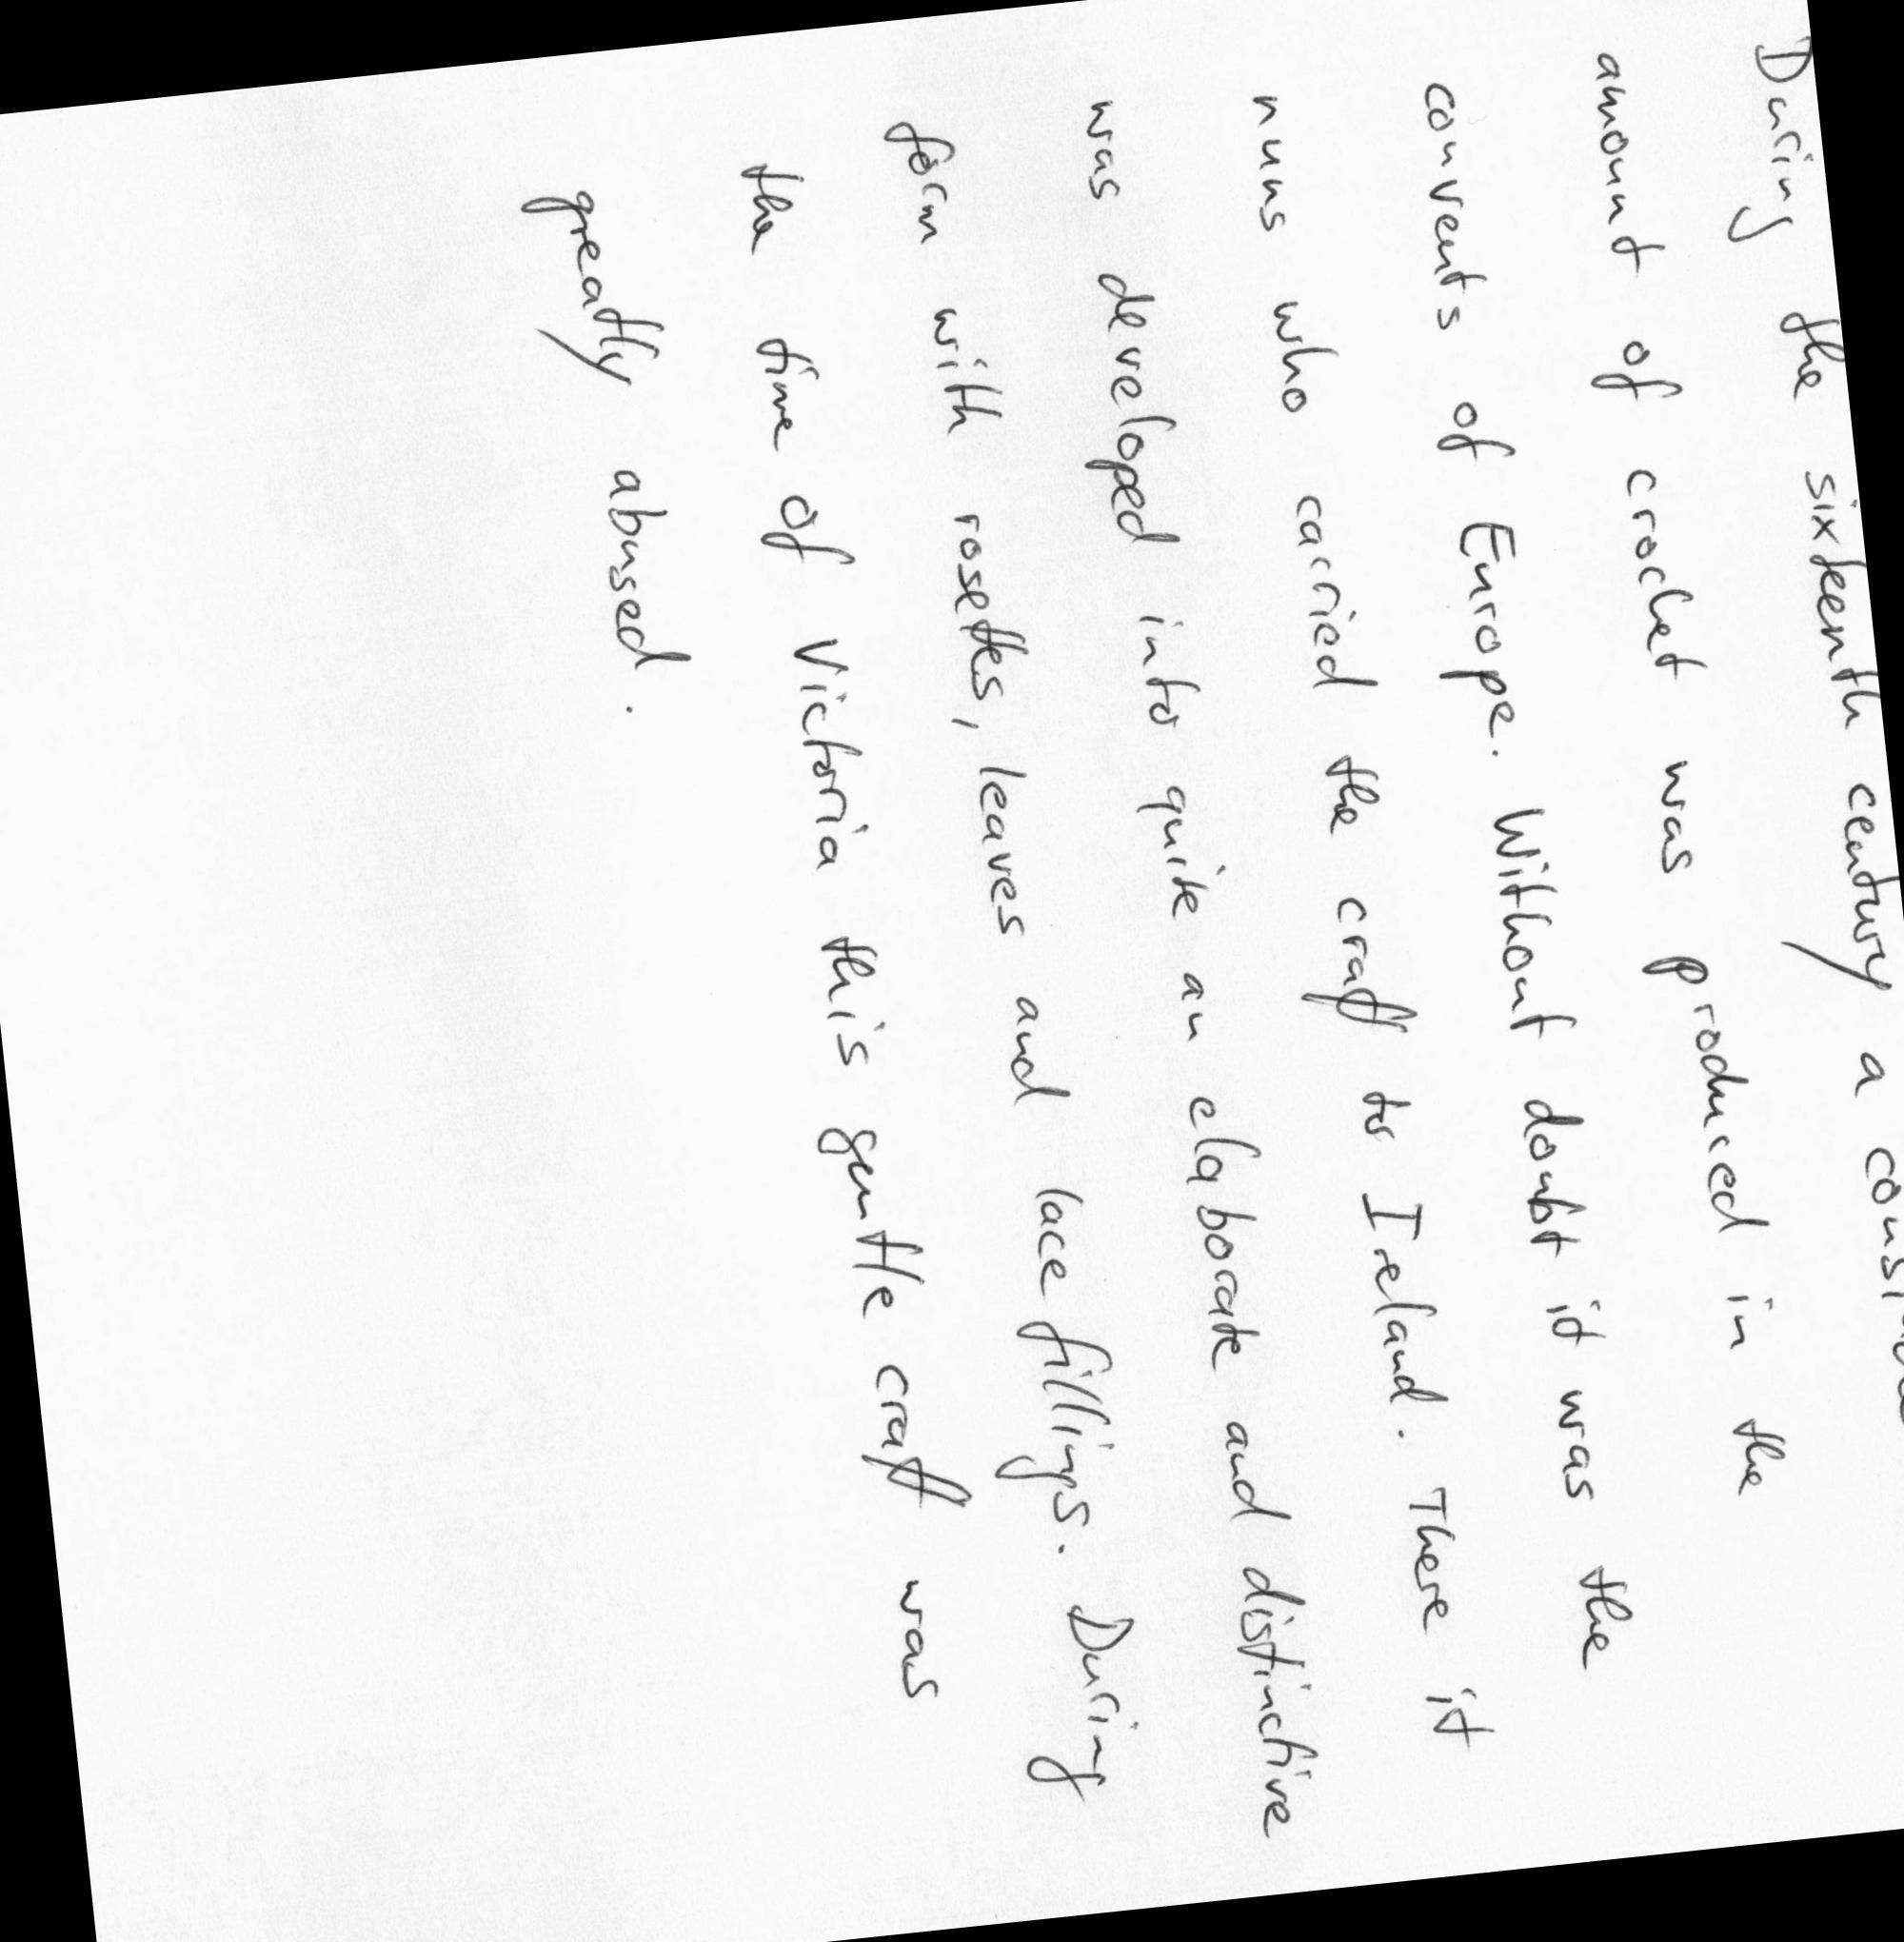 During the sixteenth century a
amount of crochet was produced in the
convents of Europe. Without doubt it was the
nuns who carried the craft to Ireland. There it
was developed into quite an elaborate and distinctive
form with rosettes, leaves and lace fillings. During
the time of Victoria this gentle craft was
greatly abused.